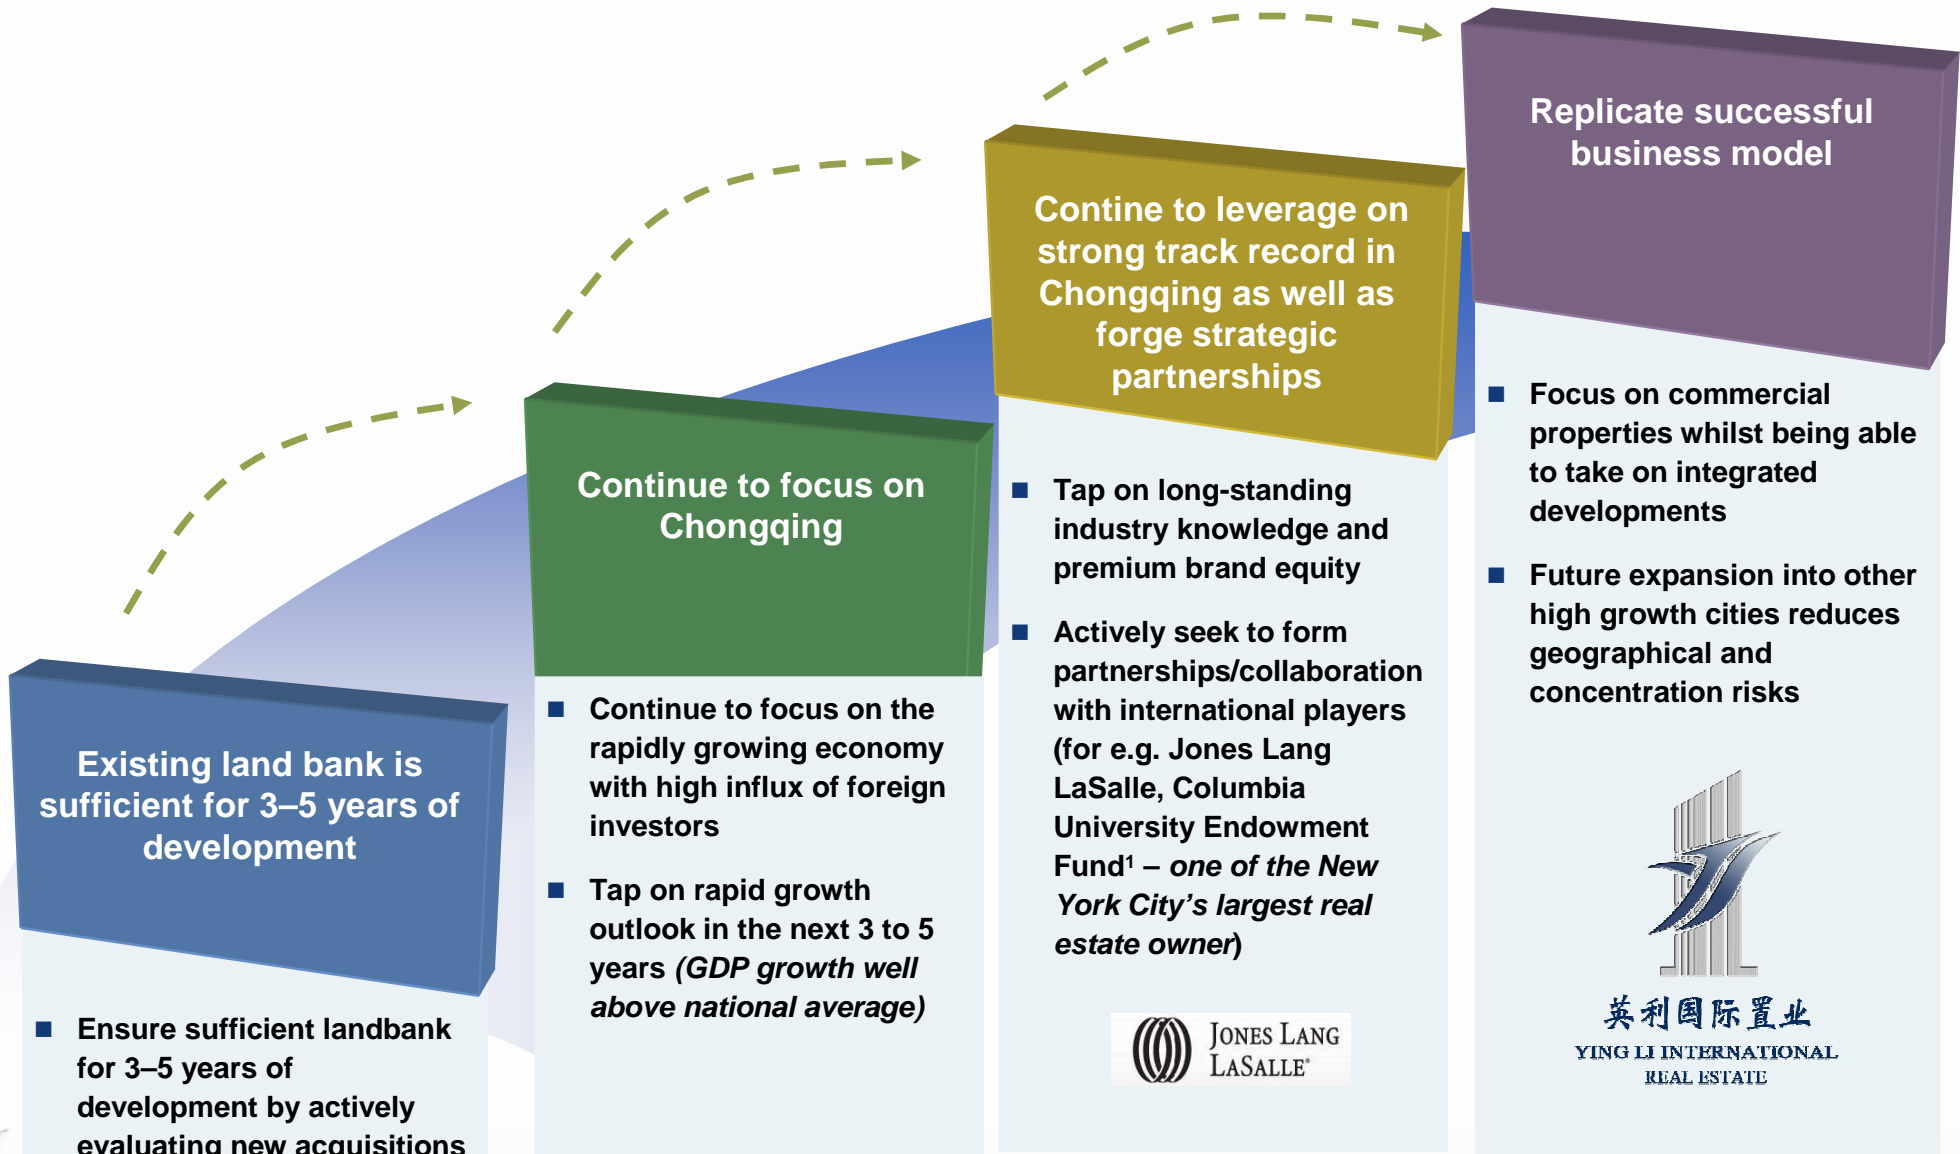 Existing land bank is
sufficient for 3–5 years of
development
■ Ensure sufficient landbank
for 3–5 years of
development by actively
evaluating new acquisitions
Continue to focus on
Chongqing
■ Continue to focus on the
rapidly growing economy
with high influx of foreign
investors
■ Tap on rapid growth
outlook in the next 3 to 5
years (GDP growth well
above national average)
Contine to leverage on
strong track record in
Chongqing as well as
forge strategic
partnerships
■ Tap on long-standing
industry knowledge and
premium brand equity
■ Actively seek to form
partnerships/collaboration
with international players
(for e.g. Jones Lang
LaSalle, Columbia
University Endowment
Fund¹ – one of the New
York City’s largest real
estate owner)
JONES LANG
LASALLE®
Replicate successful
business model
■ Focus on commercial
properties whilst being able
to take on integrated
developments
■ Future expansion into other
high growth cities reduces
geographical and
concentration risks
英利国际置业
YING LI INTERNATIONAL
REAL ESTATE